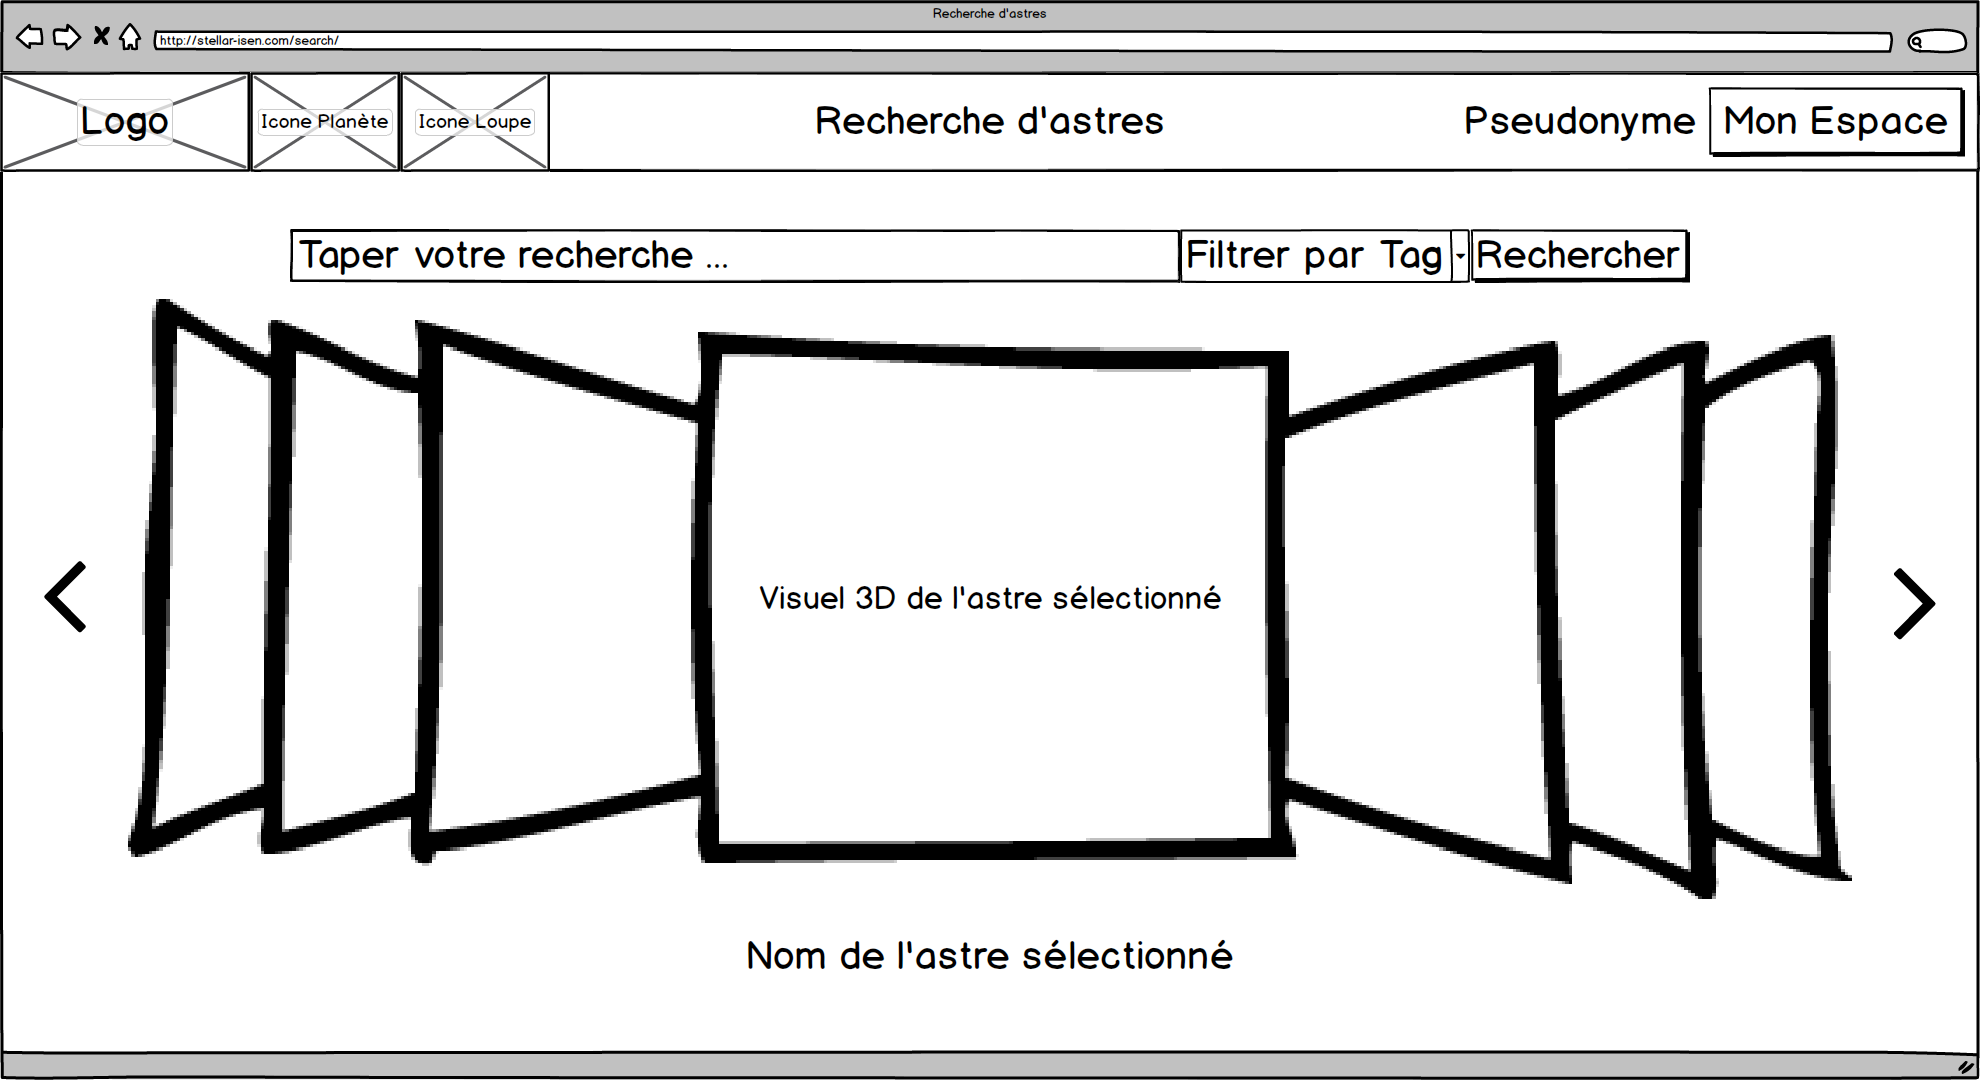 Recherche d'astres
http://stellar-isen.com/search/
Logo
Icone Planète
Icone Loupe
Recherche d'astres
Pseudonyme
Mon Espace
Taper votre recherche ...
Filtrer par Tag
Rechercher
Visuel 3D de l'astre sélectionné
Nom de l'astre sélectionné